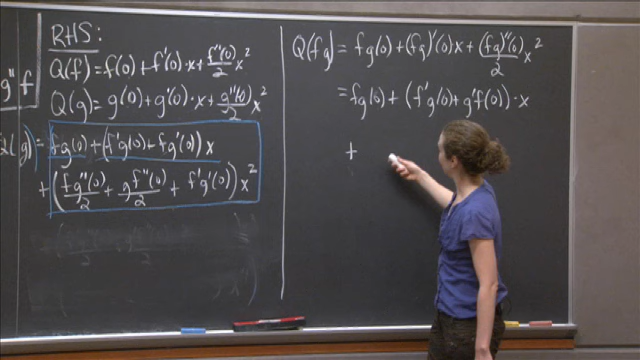 g''f
RHS:
Q(f) = f(0) + f'(0)·x + f''(0)/2 x²
Q(g) = g(0) + g'(0)·x + g''(0)/2 x²
g) = fg(0) + (f'g(0) + fg'(0)) x
+ (fg''(0)/2 + gf''(0)/2 + f'g'(0)) x²
Q(fg) = fg(0) + (fg)'(0)x + (fg)''(0)/2 x²
= fg(0) + (f'g(0) + g'f(0))·x
+